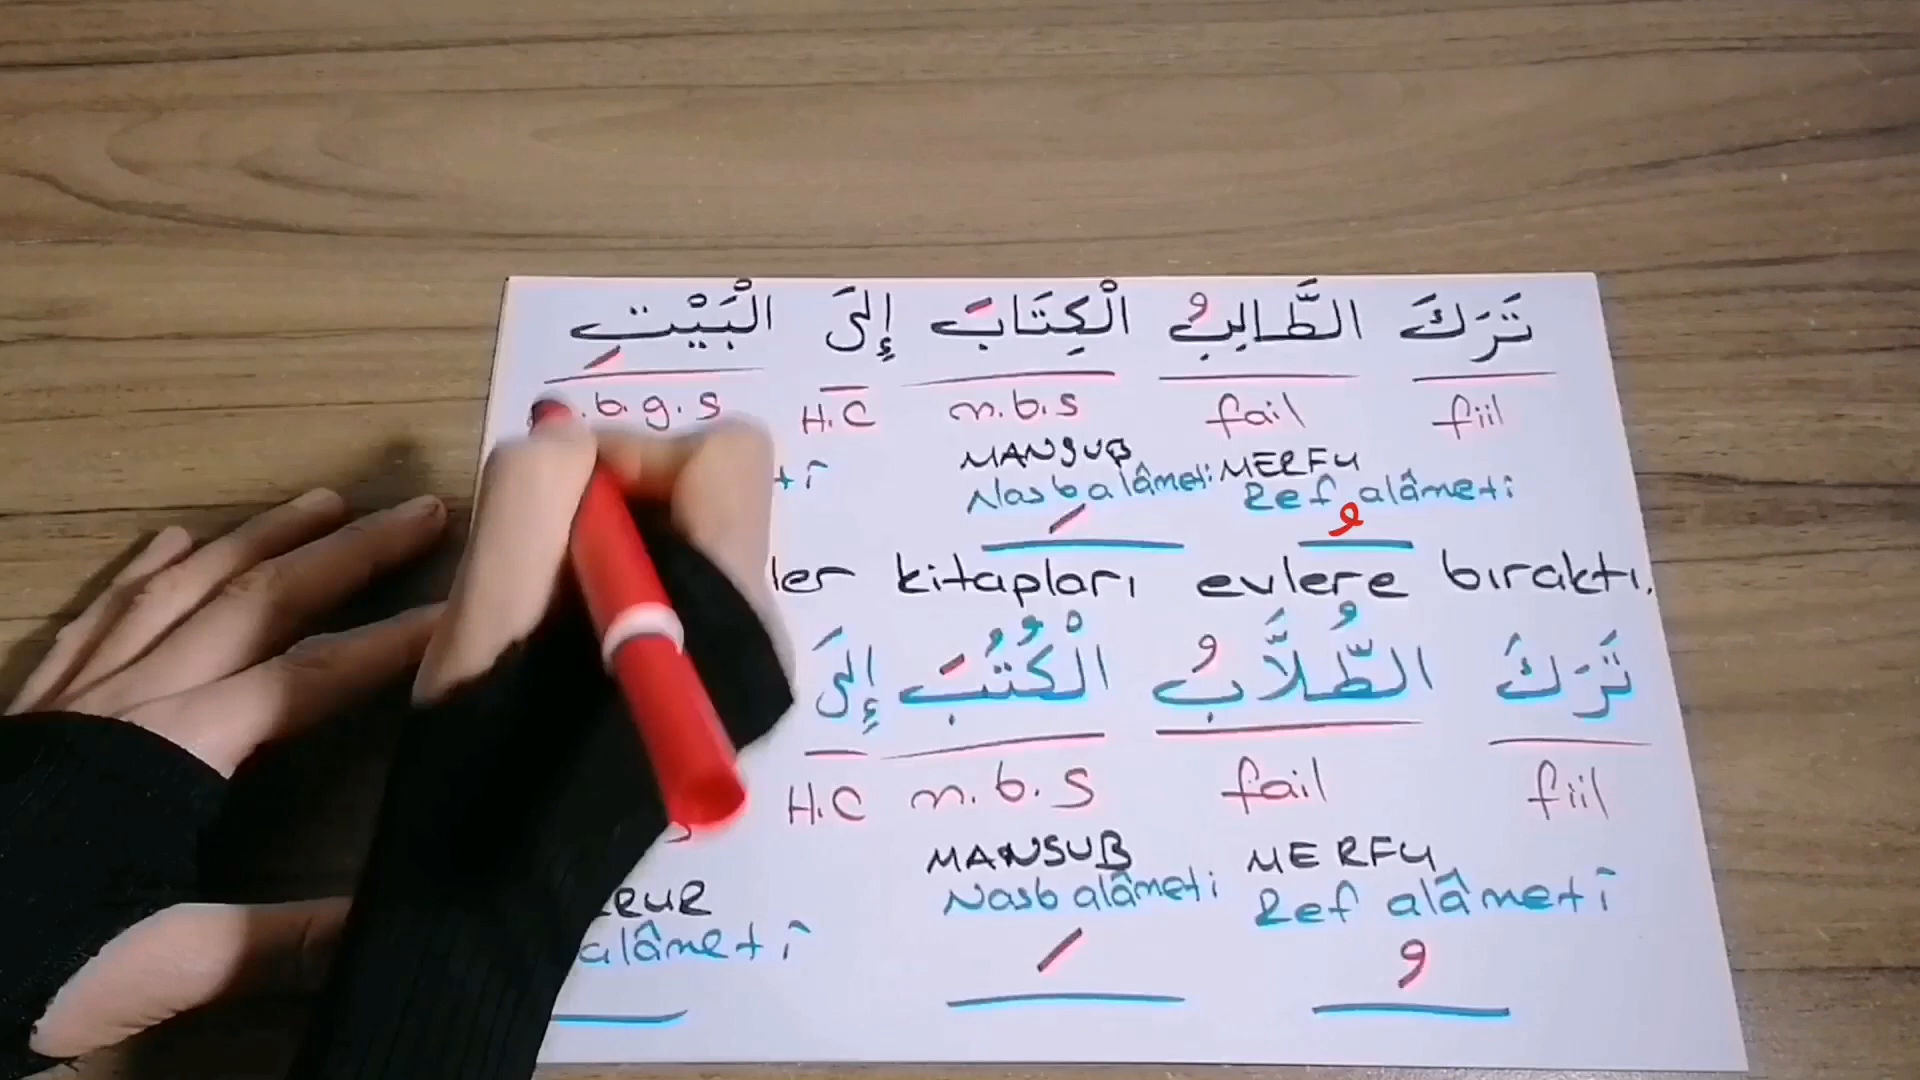 تَرَكَ الطَّالِبُ الْكِتَابَ إِلَى الْبَيْتِ
fiil fail n.b.s H.C .b.g.s
MERFU MANSUB
Ref alâmeti Nasb alâmeti
ler kitapları evlere bıraktı.
تَرَكَ الطُّلَّابُ الْكُتُبَ إِلَى
fiil fail n.b.s H.C
MERFU MANSUB
Ref alâmeti Nasb alâmeti alâmeti